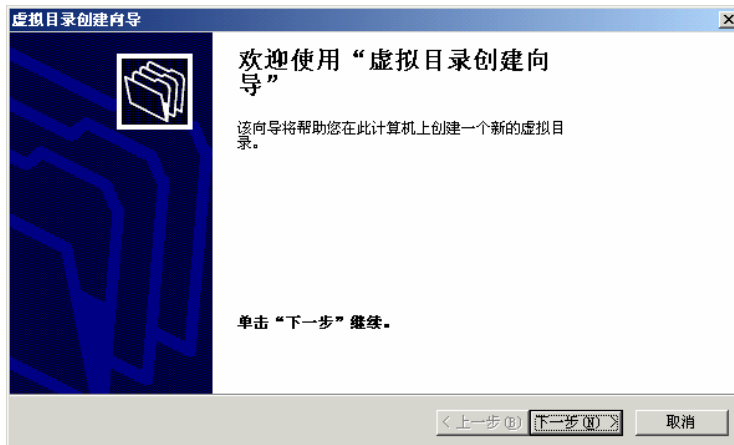 虚拟目录创建向导
欢迎使用“虚拟目录创建向
导”
该向导将帮助您在此计算机上创建一个新的虚拟目
录。
单击“下一步”继续。
< 上一步(B) 下一步(N) > 取消